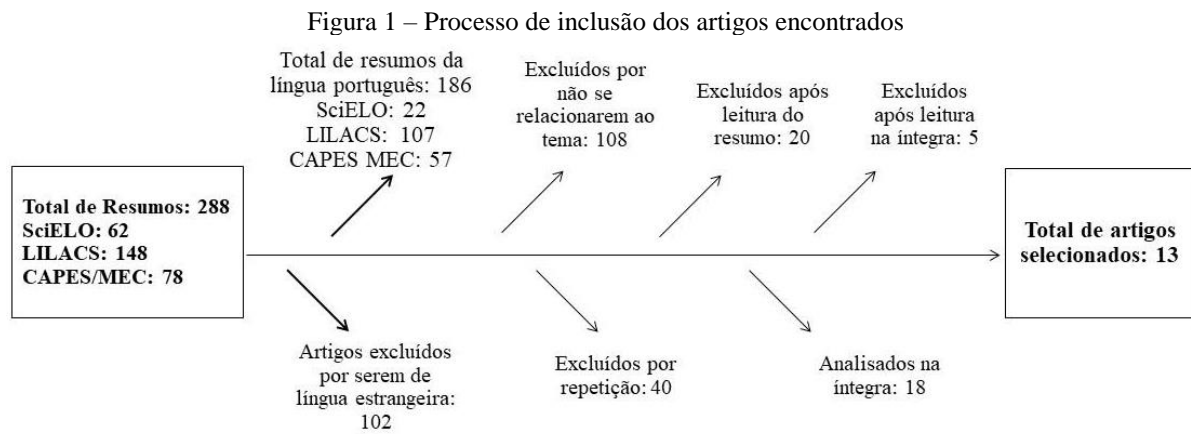 Figura 1 – Processo de inclusão dos artigos encontrados
Total de resumos da
língua português: 186
SciELO: 22
LILACS: 107
CAPES MEC: 57
Excluídos por
não se
relacionarem ao
tema: 108
Excluídos após
leitura do
resumo: 20
Excluídos
após leitura
na íntegra: 5
Total de Resumos: 288
SciELO: 62
LILACS: 148
CAPES/MEC: 78
Total de artigos
selecionados: 13
Artigos excluídos
por serem de
língua estrangeira:
102
Excluídos por
repetição: 40
Analisados na
íntegra: 18